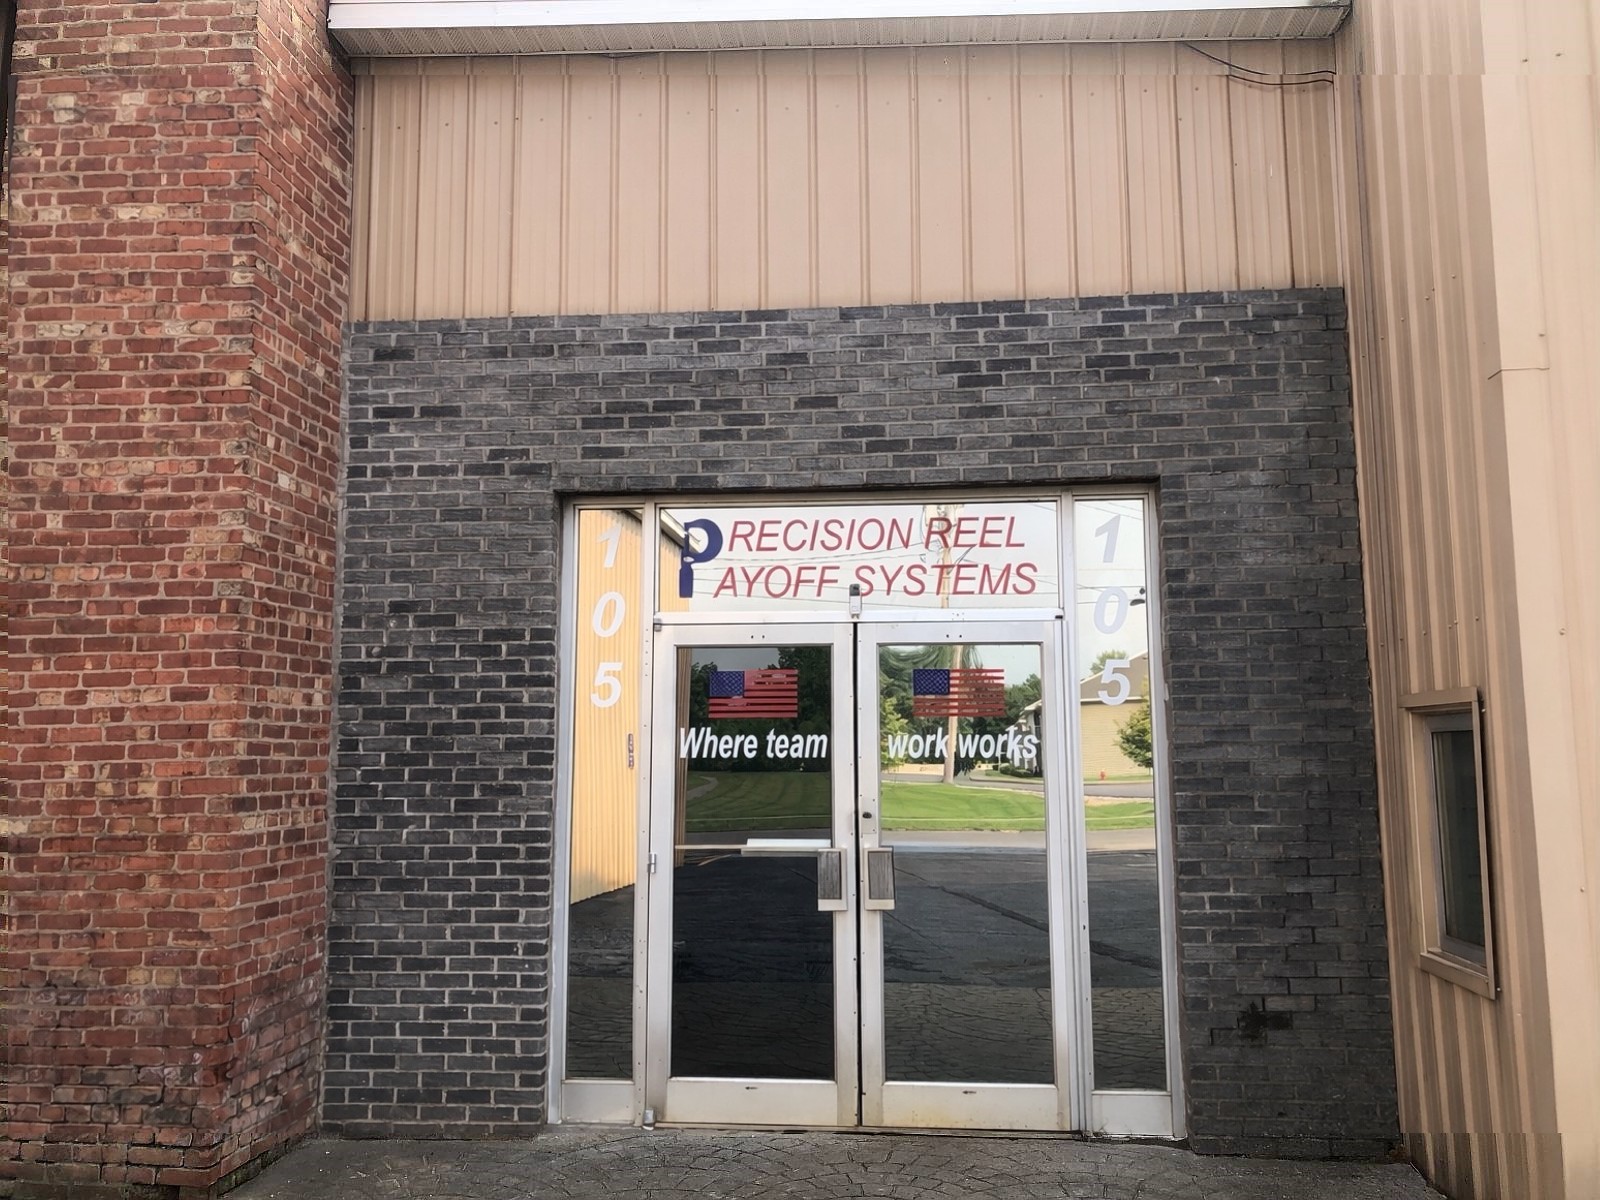 PRECISION REEL
PAYOFF SYSTEMS
105
105
Where team work works